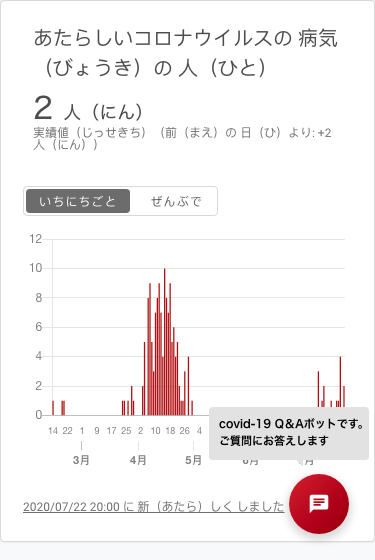 あたらしいコロナウイルスの 病気
（びょうき）の 人（ひと）
2 人（にん）
実績値（じっせきち）（前（まえ）の 日（ひ）より: +2
人（にん））
いちにちごと ぜんぶで
12
10
8
6
4
2
0
14 22 1 9 17 25 2 10 18 26 4
3月 4月 5月
covid-19 Q&Aボットです。
ご質問にお答えします
2020/07/22 20:00 に 新（あたら）しく しました